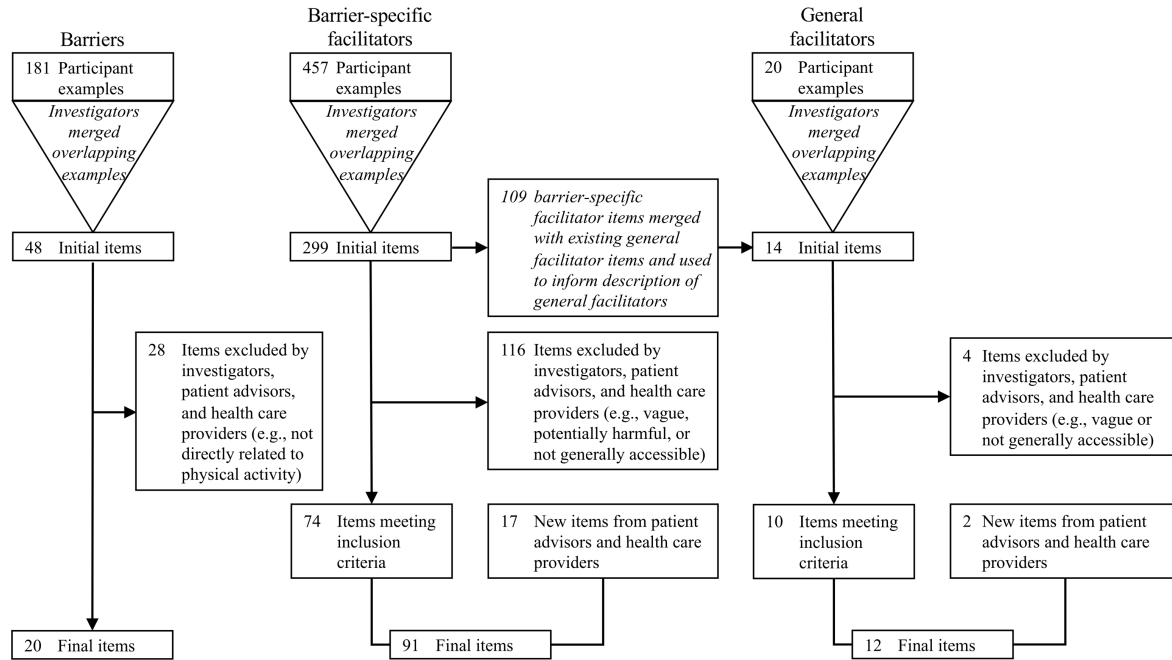 Barriers
181 Participant
examples
Investigators
merged
overlapping
examples
48 Initial items
28 Items excluded by
investigators,
patient advisors,
and health care
providers (e.g., not
directly related to
physical activity)
20 Final items
Barrier-specific
facilitators
457 Participant
examples
Investigators
merged
overlapping
examples
299 Initial items
109 barrier-specific
facilitator items merged
with existing general
facilitator items and used
to inform description of
general facilitators
116 Items excluded by
investigators, patient
advisors, and health care
providers (e.g., vague,
potentially harmful, or
not generally accessible)
74 Items meeting
inclusion
criteria
17 New items from patient
advisors and health care
providers
91 Final items
General
facilitators
20 Participant
examples
Investigators
merged
overlapping
examples
14 Initial items
4 Items excluded by
investigators, patient
advisors, and health care
providers (e.g., vague or
not generally accessible)
10 Items meeting
inclusion
criteria
2 New items from patient
advisors and health care
providers
12 Final items